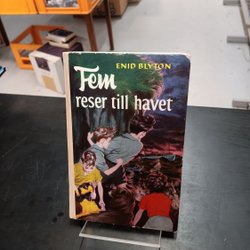 ENID BLYTON
Fem
reser till havet